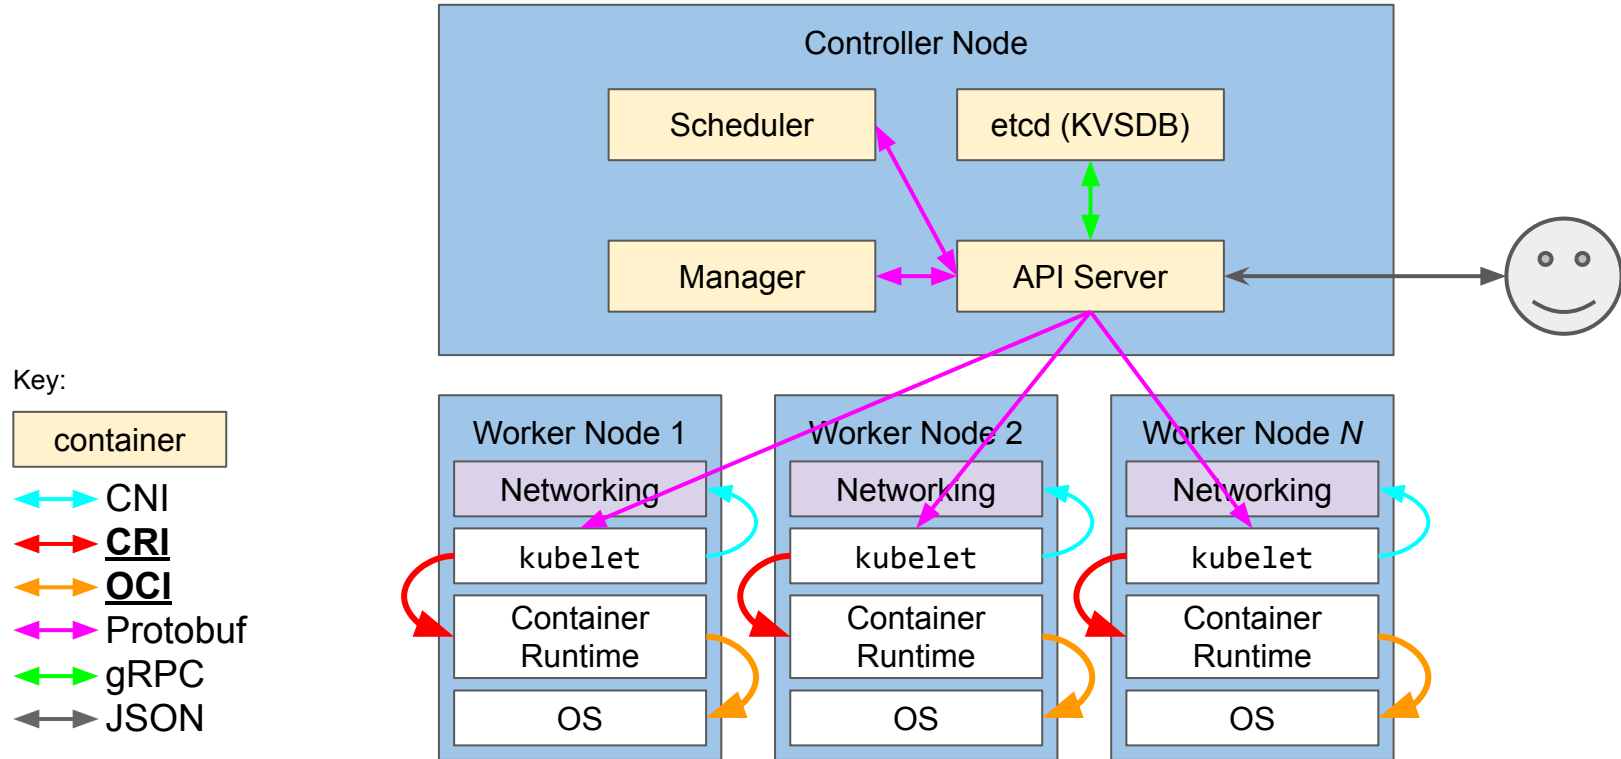 Controller Node
Scheduler
etcd (KVSDB)
Manager
API Server
Key:
container
CNI
CRI
OCI
Protobuf
gRPC
JSON
Worker Node 1
Networking
kubelet
Container
Runtime
OS
Worker Node 2
Networking
kubelet
Container
Runtime
OS
Worker Node N
Networking
kubelet
Container
Runtime
OS